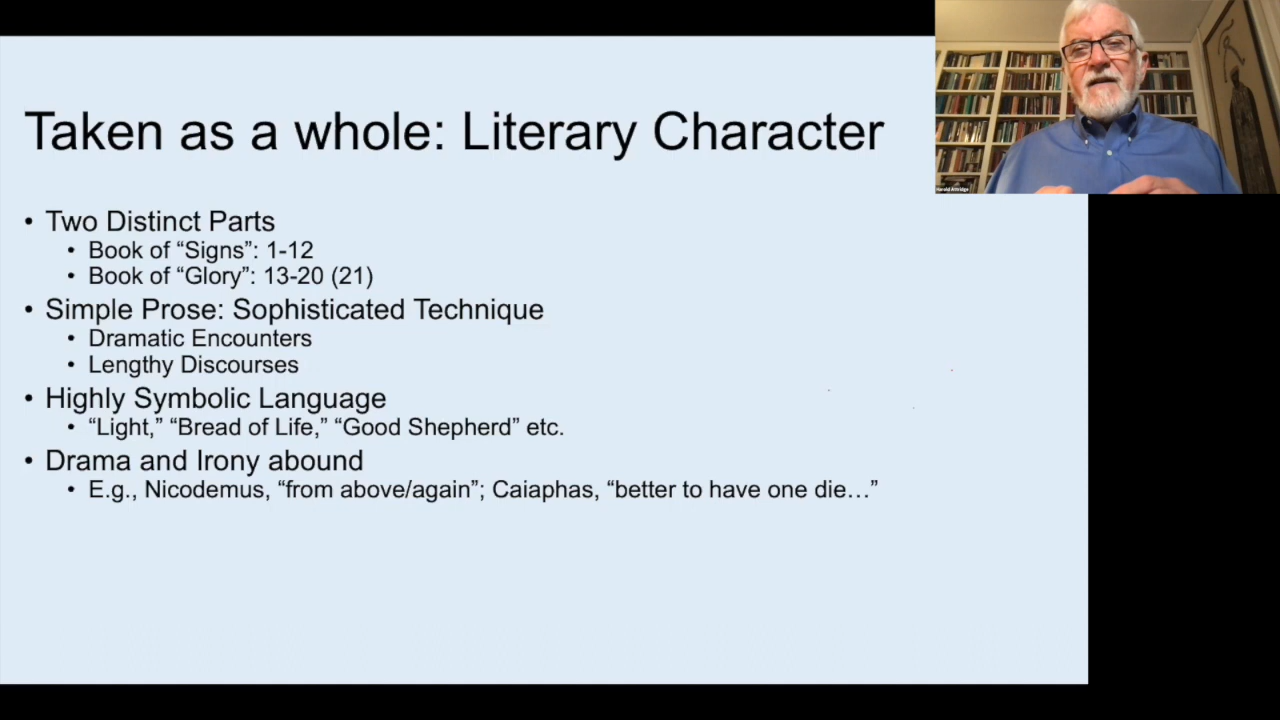 Taken as a whole: Literary Character
• Two Distinct Parts
• Book of “Signs”: 1-12
• Book of “Glory”: 13-20 (21)
• Simple Prose: Sophisticated Technique
• Dramatic Encounters
• Lengthy Discourses
• Highly Symbolic Language
• “Light,” “Bread of Life,” “Good Shepherd” etc.
• Drama and Irony abound
• E.g., Nicodemus, “from above/again”; Caiaphas, “better to have one die…”
Harold Attridge